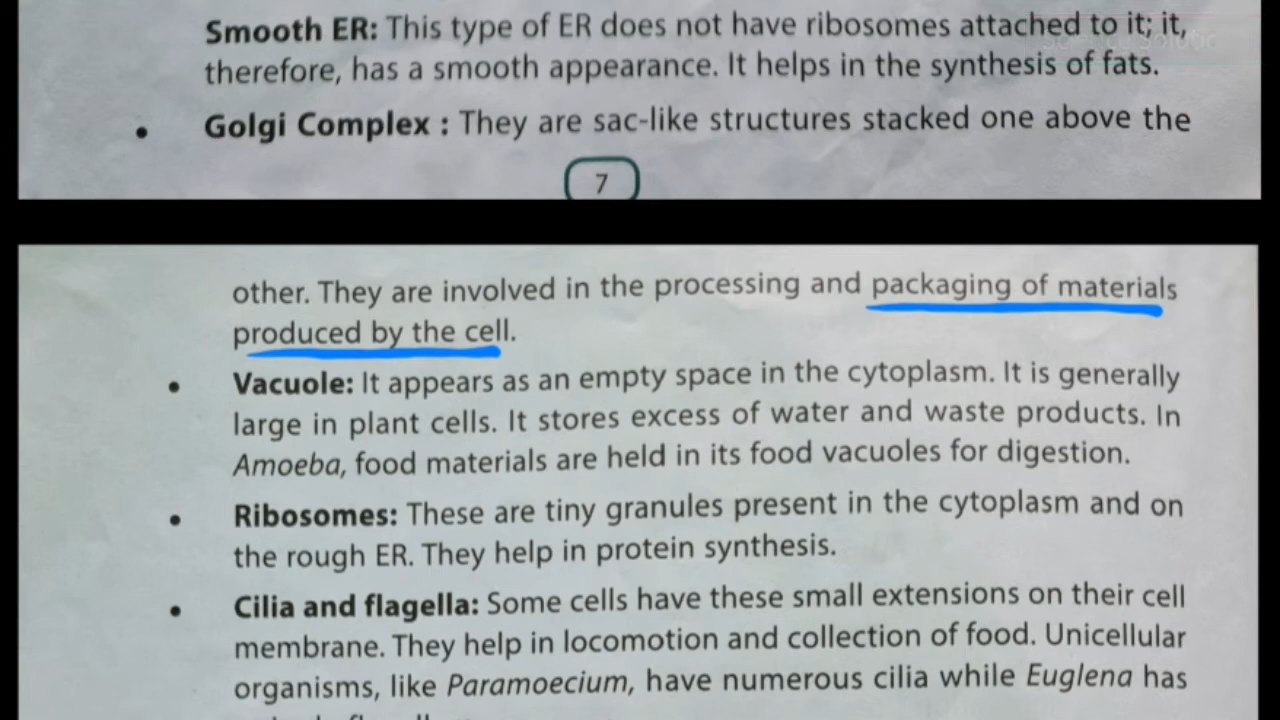 Smooth ER: This type of ER does not have ribosomes attached to it; it,
therefore, has a smooth appearance. It helps in the synthesis of fats.
• Golgi Complex : They are sac-like structures stacked one above the
7
other. They are involved in the processing and packaging of materials
produced by the cell.
• Vacuole: It appears as an empty space in the cytoplasm. It is generally
large in plant cells. It stores excess of water and waste products. In
Amoeba, food materials are held in its food vacuoles for digestion.
• Ribosomes: These are tiny granules present in the cytoplasm and on
the rough ER. They help in protein synthesis.
• Cilia and flagella: Some cells have these small extensions on their cell
membrane. They help in locomotion and collection of food. Unicellular
organisms, like Paramoecium, have numerous cilia while Euglena has